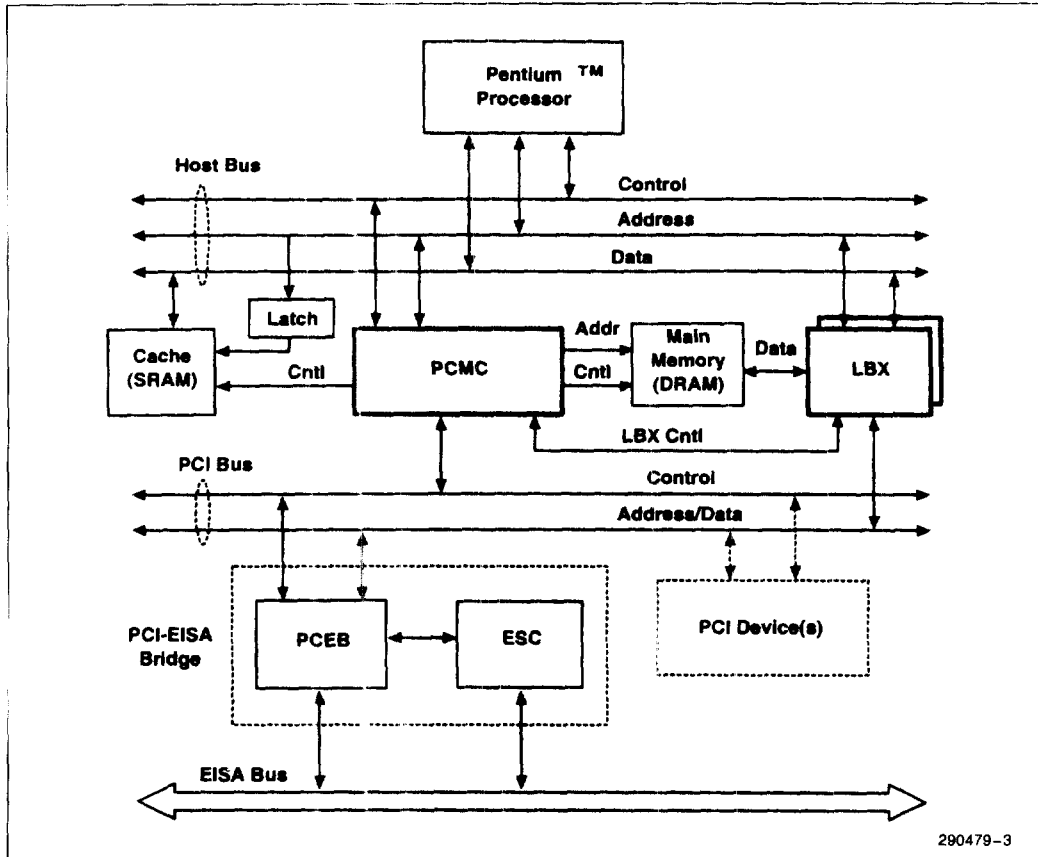 Pentium TM
Processor
Host Bus
Control
Address
Data
Latch
Cache
(SRAM)
Cntl
PCMC
Addr
Cntl
Main
Memory
(DRAM)
Data
LBX
LBX Cntl
PCI Bus
Control
Address/Data
PCI-EISA
Bridge
PCEB
ESC
PCI Device(s)
EISA Bus
290479-3